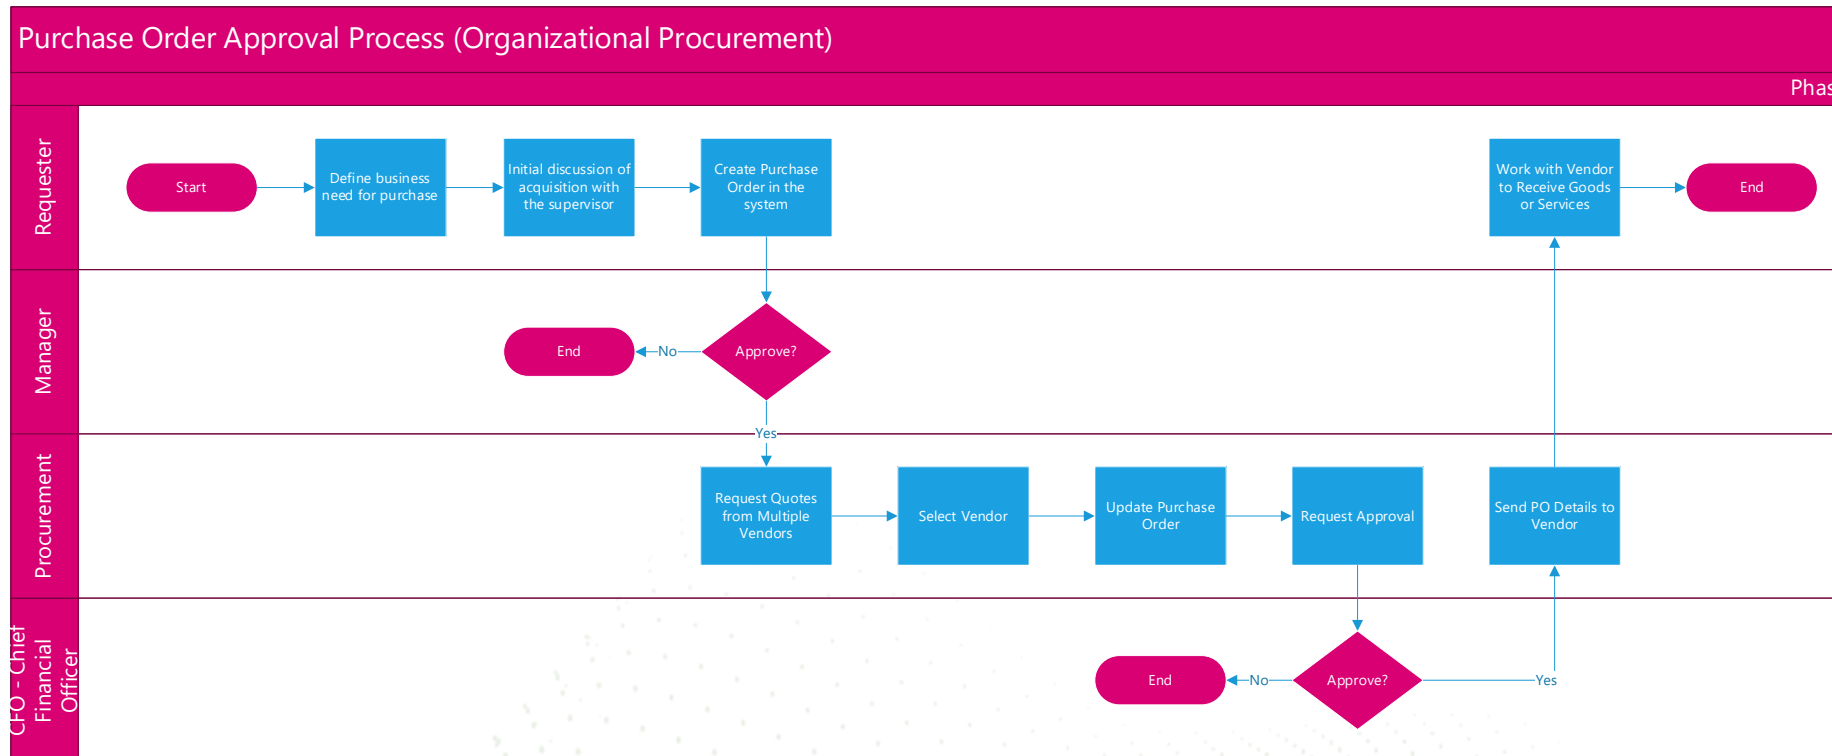 Purchase Order Approval Process (Organizational Procurement)
Requester
Start
Define business
need for purchase
Initial discussion of
acquisition with
the supervisor
Create Purchase
Order in the
system
Work with Vendor
to Receive Goods
or Services
End
Manager
End
No
Approve?
Yes
Procurement
Request Quotes
from Multiple
Vendors
Select Vendor
Update Purchase
Order
Request Approval
Send PO Details to
Vendor
CFO - Chief
Financial
Officer
End
No
Approve?
Yes